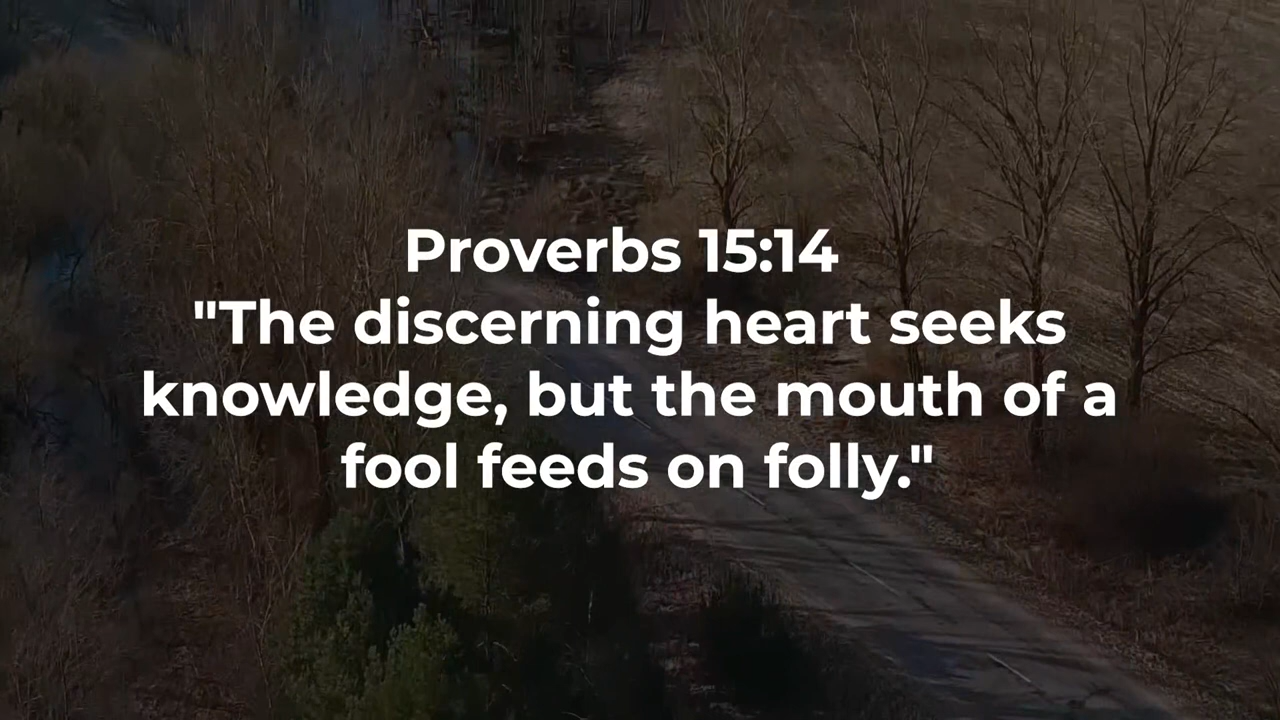 Proverbs 15:14
"The discerning heart seeks
knowledge, but the mouth of a
fool feeds on folly."